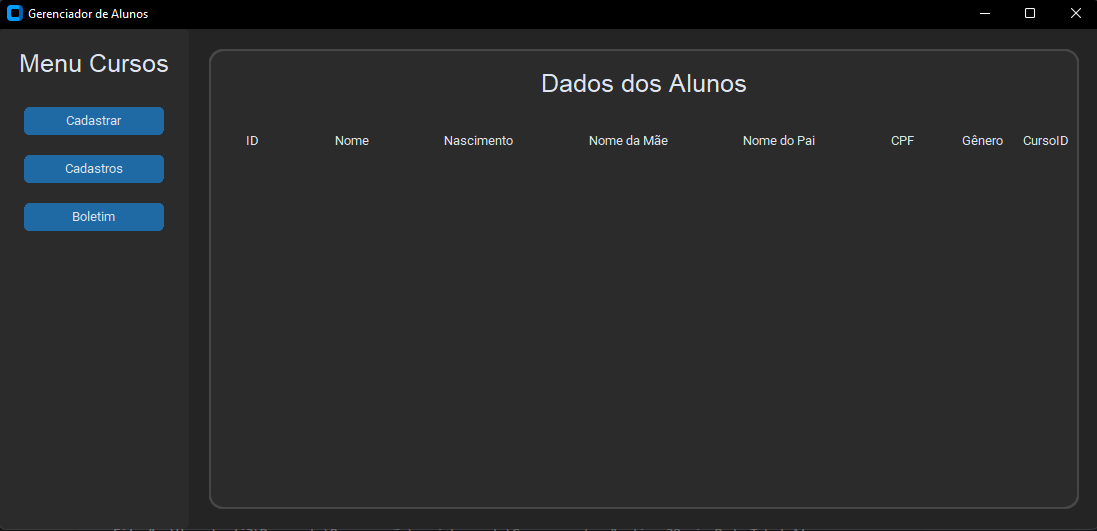 Gerenciador de Alunos
Menu Cursos
Cadastrar
Cadastros
Boletim
Dados dos Alunos
ID Nome Nascimento Nome da Mãe Nome do Pai CPF Gênero CursoID